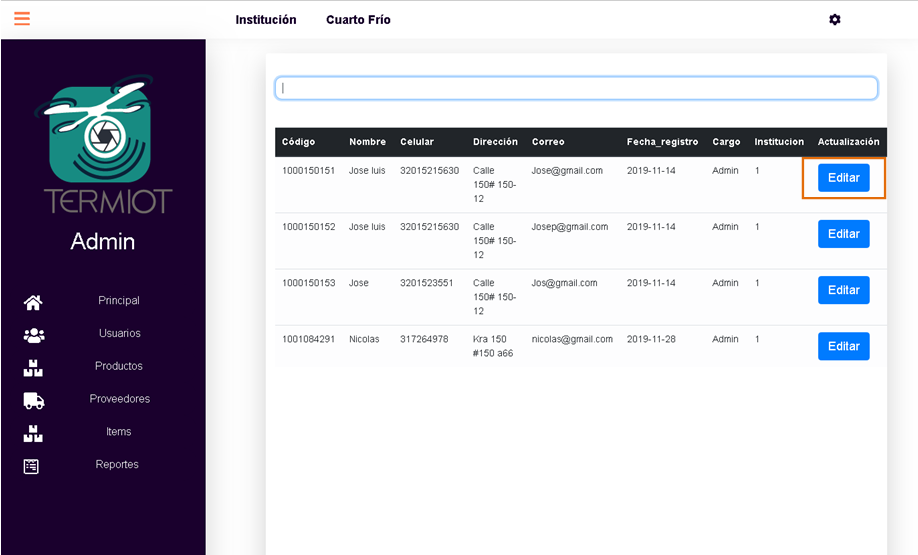 Institución Cuarto Frío
TERMIOT
Admin
Principal
Usuarios
Productos
Proveedores
Items
Reportes
Código Nombre Celular Dirección Correo Fecha_registro Cargo Institucion Actualización
1000150151 Jose luis 32015215630 Calle Jose@gmail.com 2019-11-14 Admin 1 Editar
150# 150-
12
1000150152 Jose luis 32015215630 Calle Josep@gmail.com 2019-11-14 Admin 1 Editar
150# 150-
12
1000150153 Jose 3201523551 Calle Jos@gmail.com 2019-11-14 Admin 1 Editar
150# 150-
12
1001084291 Nicolas 317264978 Kra 150 nicolas@gmail.com 2019-11-28 Admin 1 Editar
#150 a66